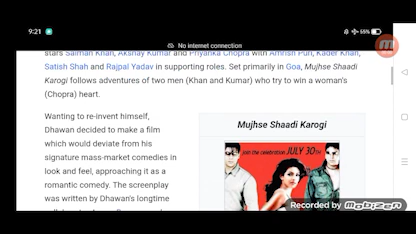 9:21
55%
No internet connection
stars Salman Khan, Akshay Kumar and Priyanka Chopra with Amrish Puri, Kader Khan,
Satish Shah and Rajpal Yadav in supporting roles. Set primarily in Goa, Mujhse Shaadi
Karogi follows adventures of two men (Khan and Kumar) who try to win a woman's
(Chopra) heart.
Wanting to re-invent himself,
Dhawan decided to make a film
which would deviate from his
signature mass-market comedies in
look and feel, approaching it as a
romantic comedy. The screenplay
was written by Dhawan's longtime
Mujhse Shaadi Karogi
join the celebration JULY 30TH
Recorded by mobizen